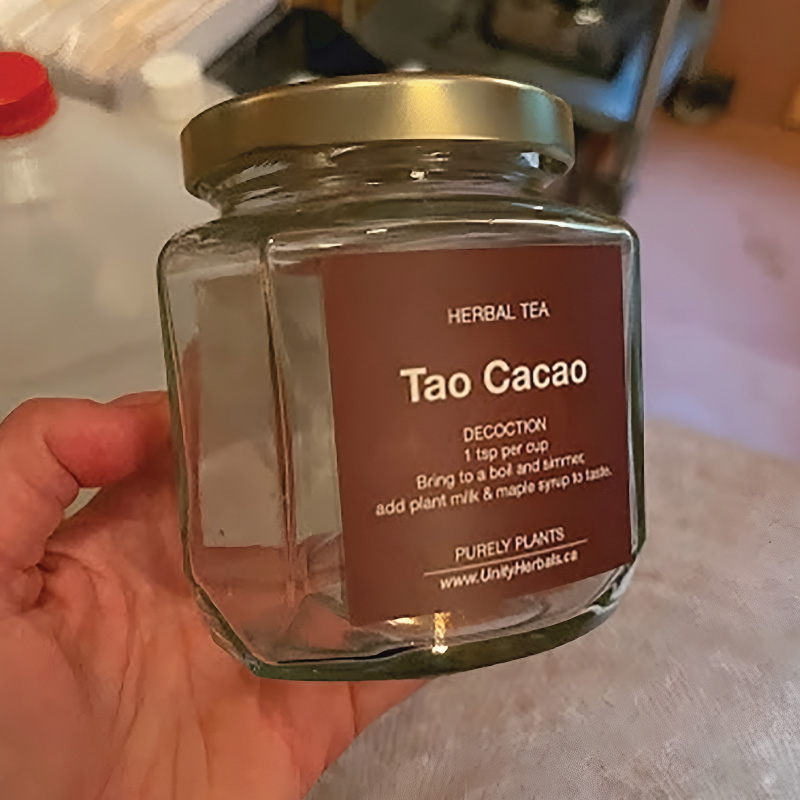 HERBAL TEA
Tao Cacao
DECOCTION
1 tsp per cup
Bring to a boil and simmer,
add plant milk & maple syrup to taste.
PURELY PLANTS
www.UnityHerbals.ca